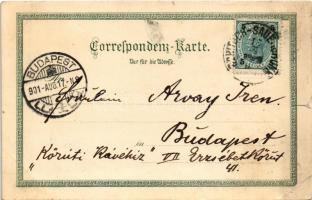 Correspondenz-Karte.
Nur für die Adresse.
BUDAPEST
901 AUG 17
Fräulein Arvay Iren.
Budapest
"Körúti Kávéház" VII Erzsébet körút
41.